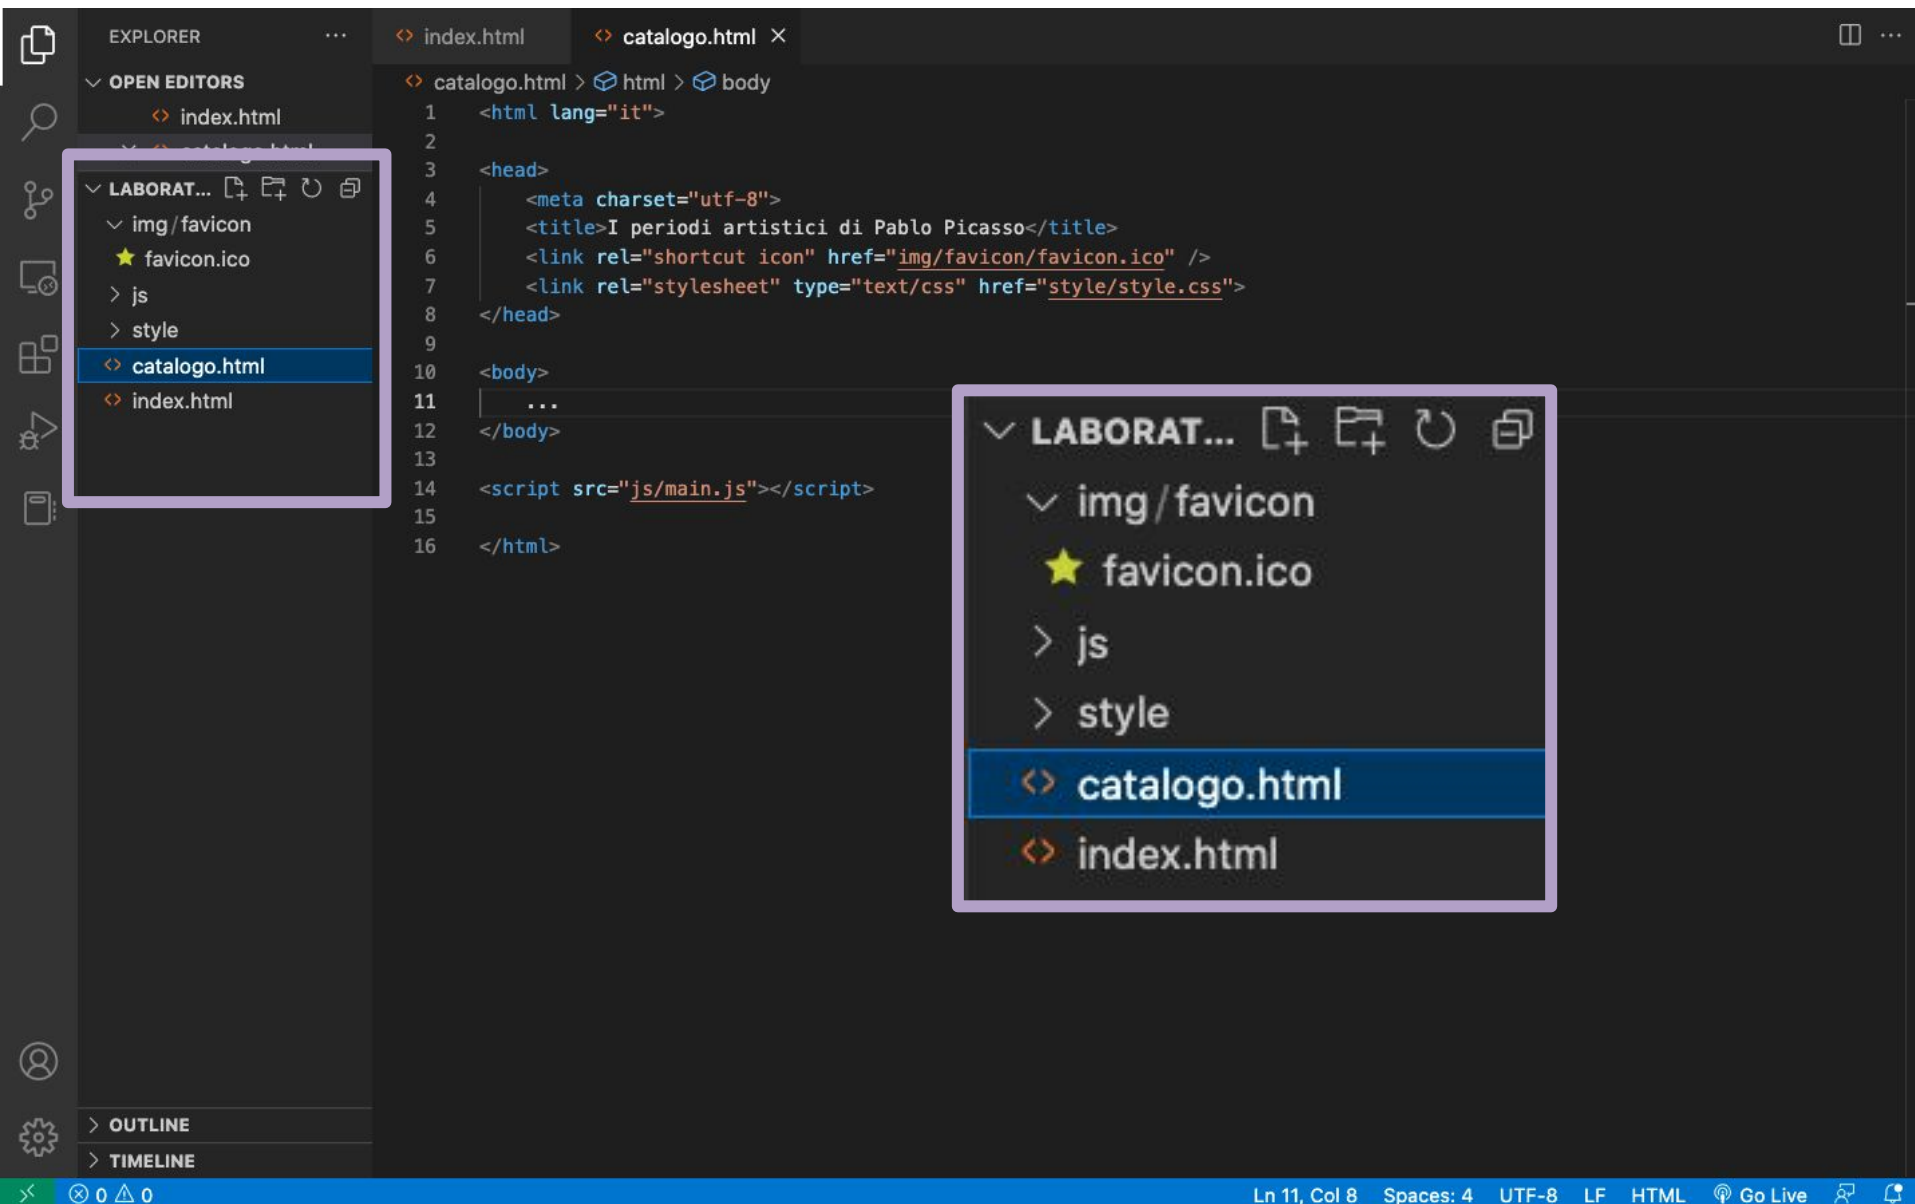 EXPLORER
OPEN EDITORS
index.html
catalogo.html
LABORAT...
img/favicon
favicon.ico
js
style
catalogo.html
index.html
OUTLINE
TIMELINE
index.html
catalogo.html
catalogo.html > html > body
1 <html lang="it">
2
3 <head>
4 <meta charset="utf-8">
5 <title>I periodi artistici di Pablo Picasso</title>
6 <link rel="shortcut icon" href="img/favicon/favicon.ico" />
7 <link rel="stylesheet" type="text/css" href="style/style.css">
8 </head>
9
10 <body>
11 ...
12 </body>
13
14 <script src="js/main.js"></script>
15
16 </html>
LABORAT...
img/favicon
favicon.ico
js
style
catalogo.html
index.html
0 0
Ln 11, Col 8 Spaces: 4 UTF-8 LF HTML Go Live